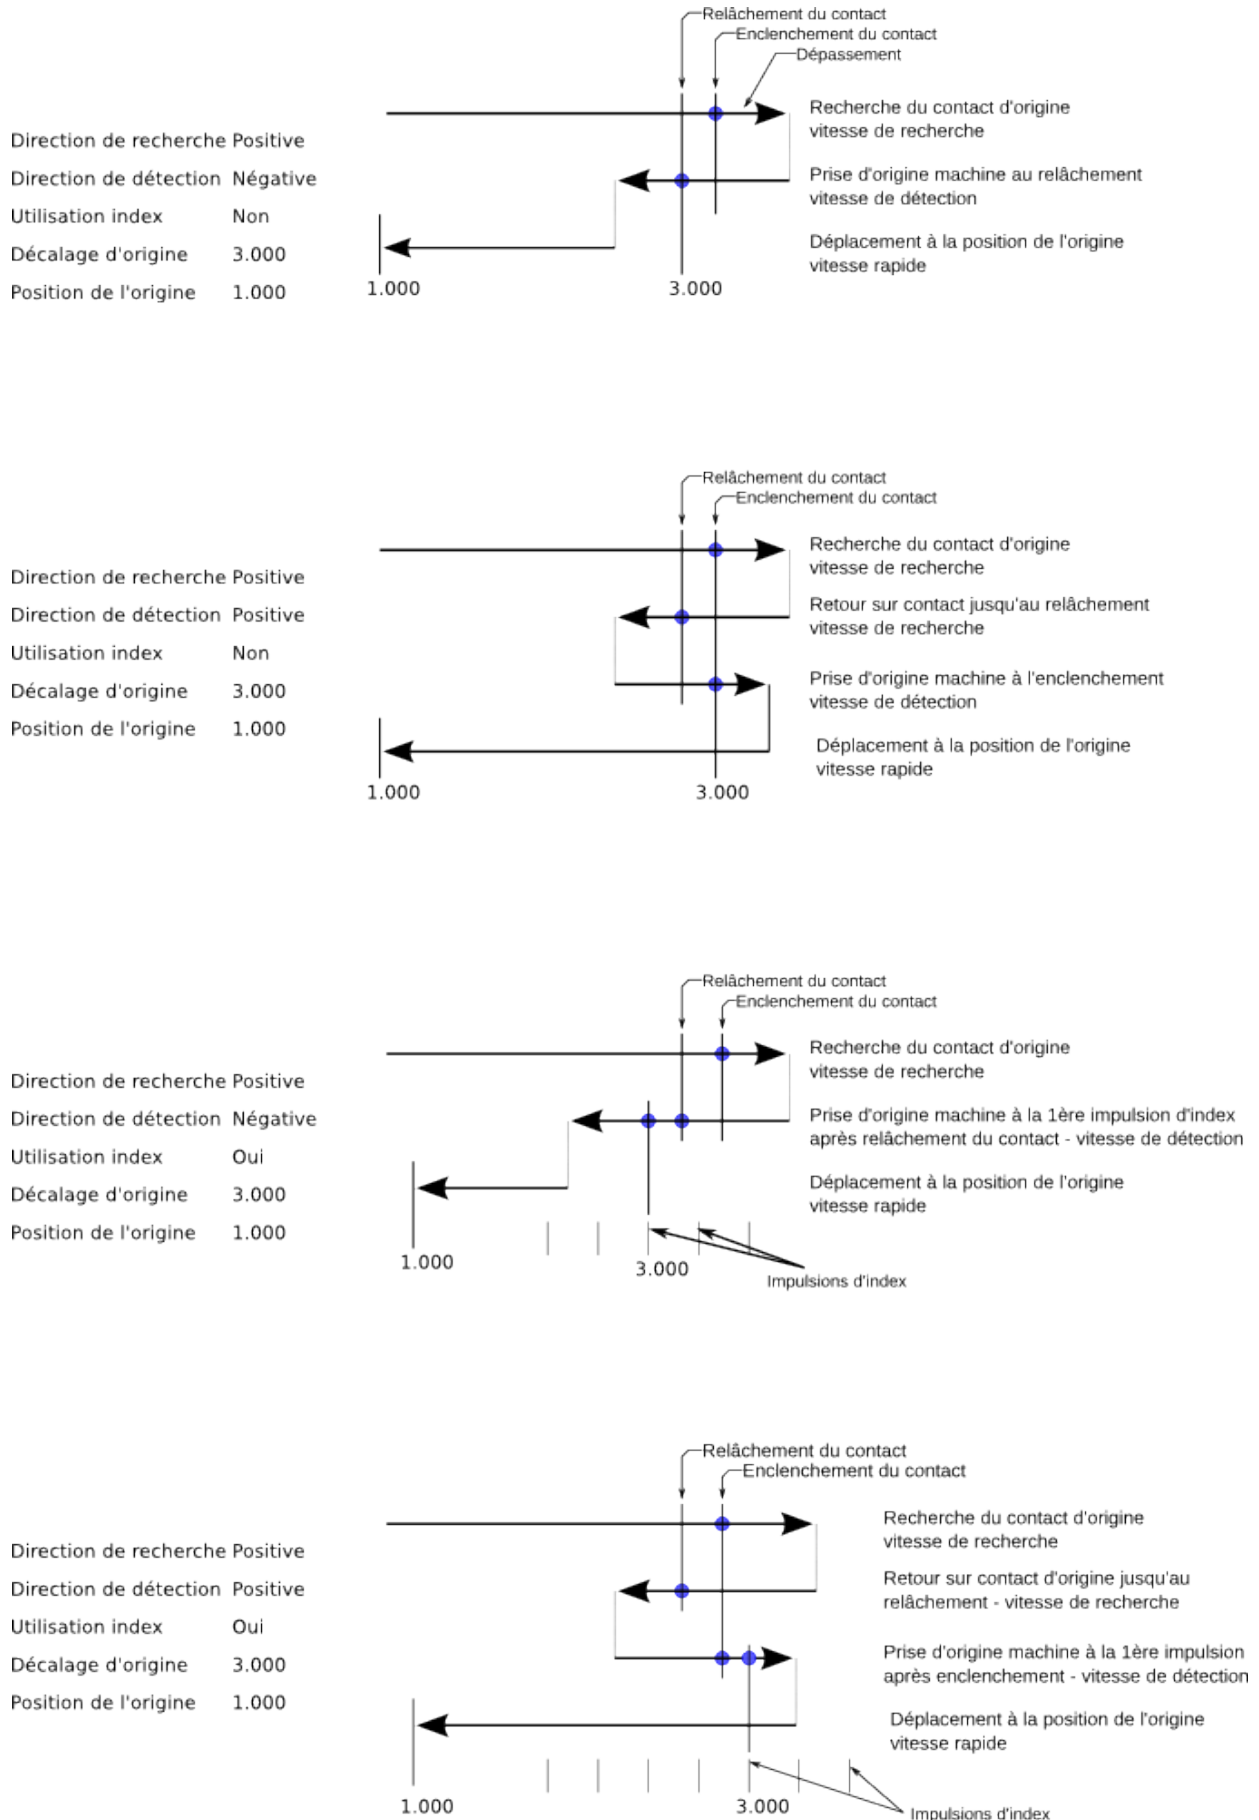 Relâchement du contact
Enclenchement du contact
Dépassement
Recherche du contact d'origine
vitesse de recherche
Direction de recherche Positive
Direction de détection Négative
Prise d'origine machine au relâchement
vitesse de détection
Utilisation index Non
Décalage d'origine 3.000
Déplacement à la position de l'origine
vitesse rapide
Position de l'origine 1.000
1.000 3.000
Relâchement du contact
Enclenchement du contact
Recherche du contact d'origine
vitesse de recherche
Direction de recherche Positive
Direction de détection Positive
Retour sur contact jusqu'au relâchement
vitesse de recherche
Utilisation index Non
Décalage d'origine 3.000
Prise d'origine machine à l'enclenchement
vitesse de détection
Position de l'origine 1.000
Déplacement à la position de l'origine
vitesse rapide
1.000 3.000
Relâchement du contact
Enclenchement du contact
Recherche du contact d'origine
vitesse de recherche
Direction de recherche Positive
Direction de détection Négative
Prise d'origine machine à la 1ère impulsion d'index
après relâchement du contact - vitesse de détection
Utilisation index Oui
Décalage d'origine 3.000
Déplacement à la position de l'origine
vitesse rapide
Position de l'origine 1.000
1.000 3.000
Impulsions d'index
Relâchement du contact
Enclenchement du contact
Recherche du contact d'origine
vitesse de recherche
Direction de recherche Positive
Direction de détection Positive
Retour sur contact d'origine jusqu'au
relâchement - vitesse de recherche
Utilisation index Oui
Décalage d'origine 3.000
Prise d'origine machine à la 1ère impulsion
après enclenchement - vitesse de détection
Position de l'origine 1.000
Déplacement à la position de l'origine
vitesse rapide
1.000 3.000
Impulsions d'index